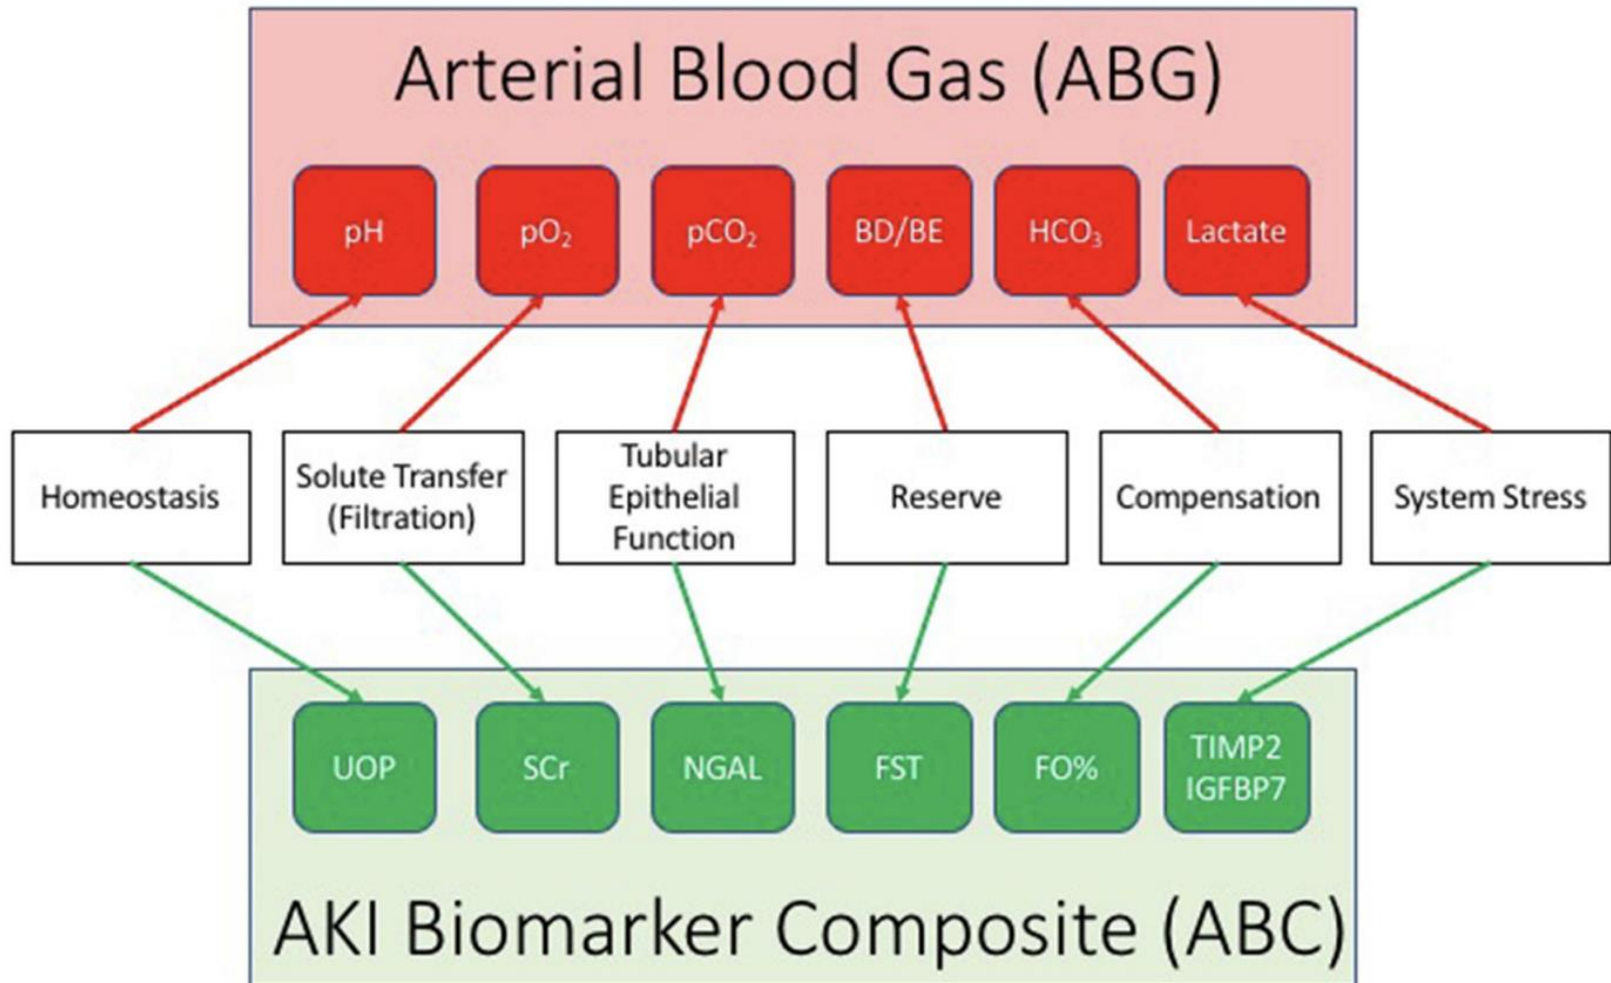 Arterial Blood Gas (ABG)
pH
pO₂
pCO₂
BD/BE
HCO₃
Lactate
Homeostasis
Solute Transfer
(Filtration)
Tubular
Epithelial
Function
Reserve
Compensation
System Stress
UOP
SCr
NGAL
FST
FO%
TIMP2
IGFBP7
AKI Biomarker Composite (ABC)